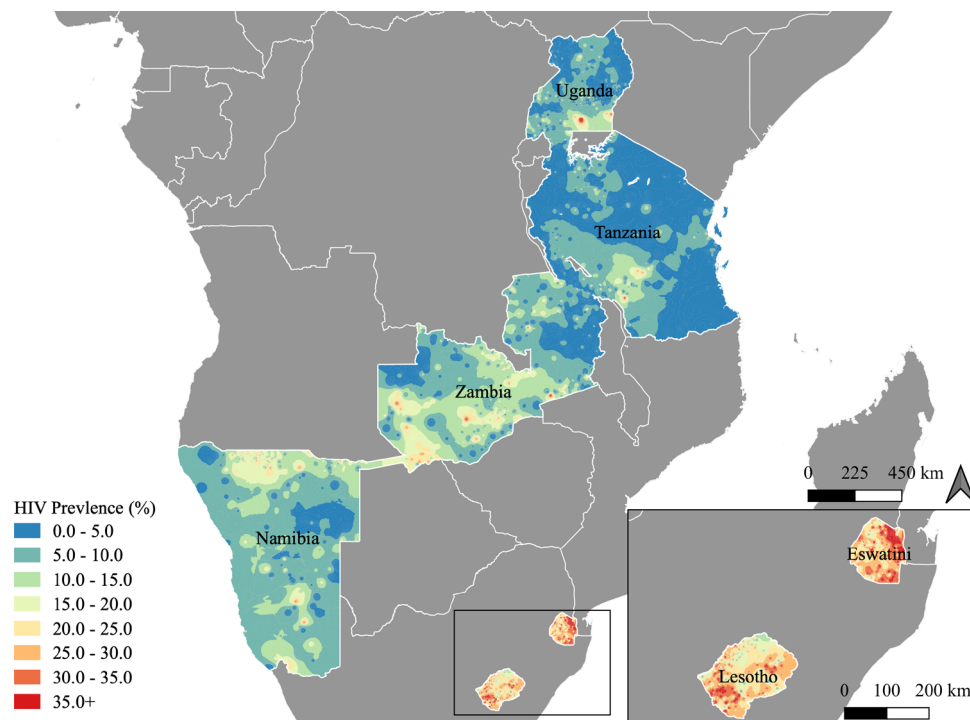 Uganda
Tanzania
Zambia
Namibia
0 225 450 km
HIV Prevlence (%)
0.0 - 5.0
5.0 - 10.0
10.0 - 15.0
15.0 - 20.0
20.0 - 25.0
25.0 - 30.0
30.0 - 35.0
35.0+
Eswatini
Lesotho
0 100 200 km